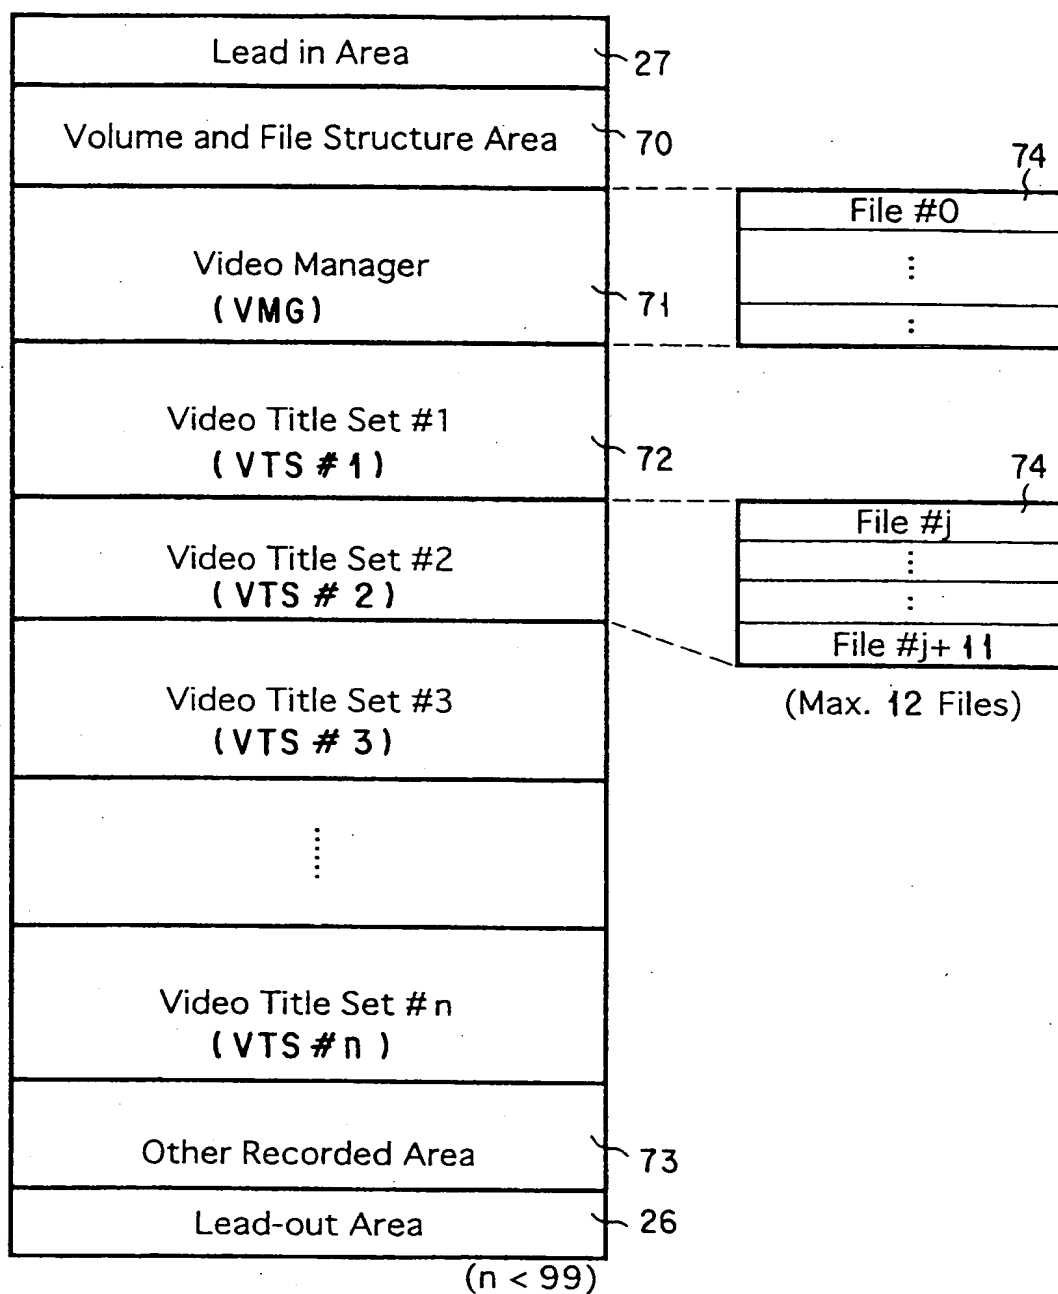 Lead in Area
27
Volume and File Structure Area
70
Video Manager
(VMG)
71
74
File #0
⋮
:
Video Title Set #1
(VTS #1)
72
74
File #j
⋮
:
File #j+ 11
(Max. 12 Files)
Video Title Set #2
(VTS # 2)
Video Title Set #3
(VTS # 3)
⋮
Video Title Set #n
(VTS #n )
Other Recorded Area
73
Lead-out Area
26
(n < 99)